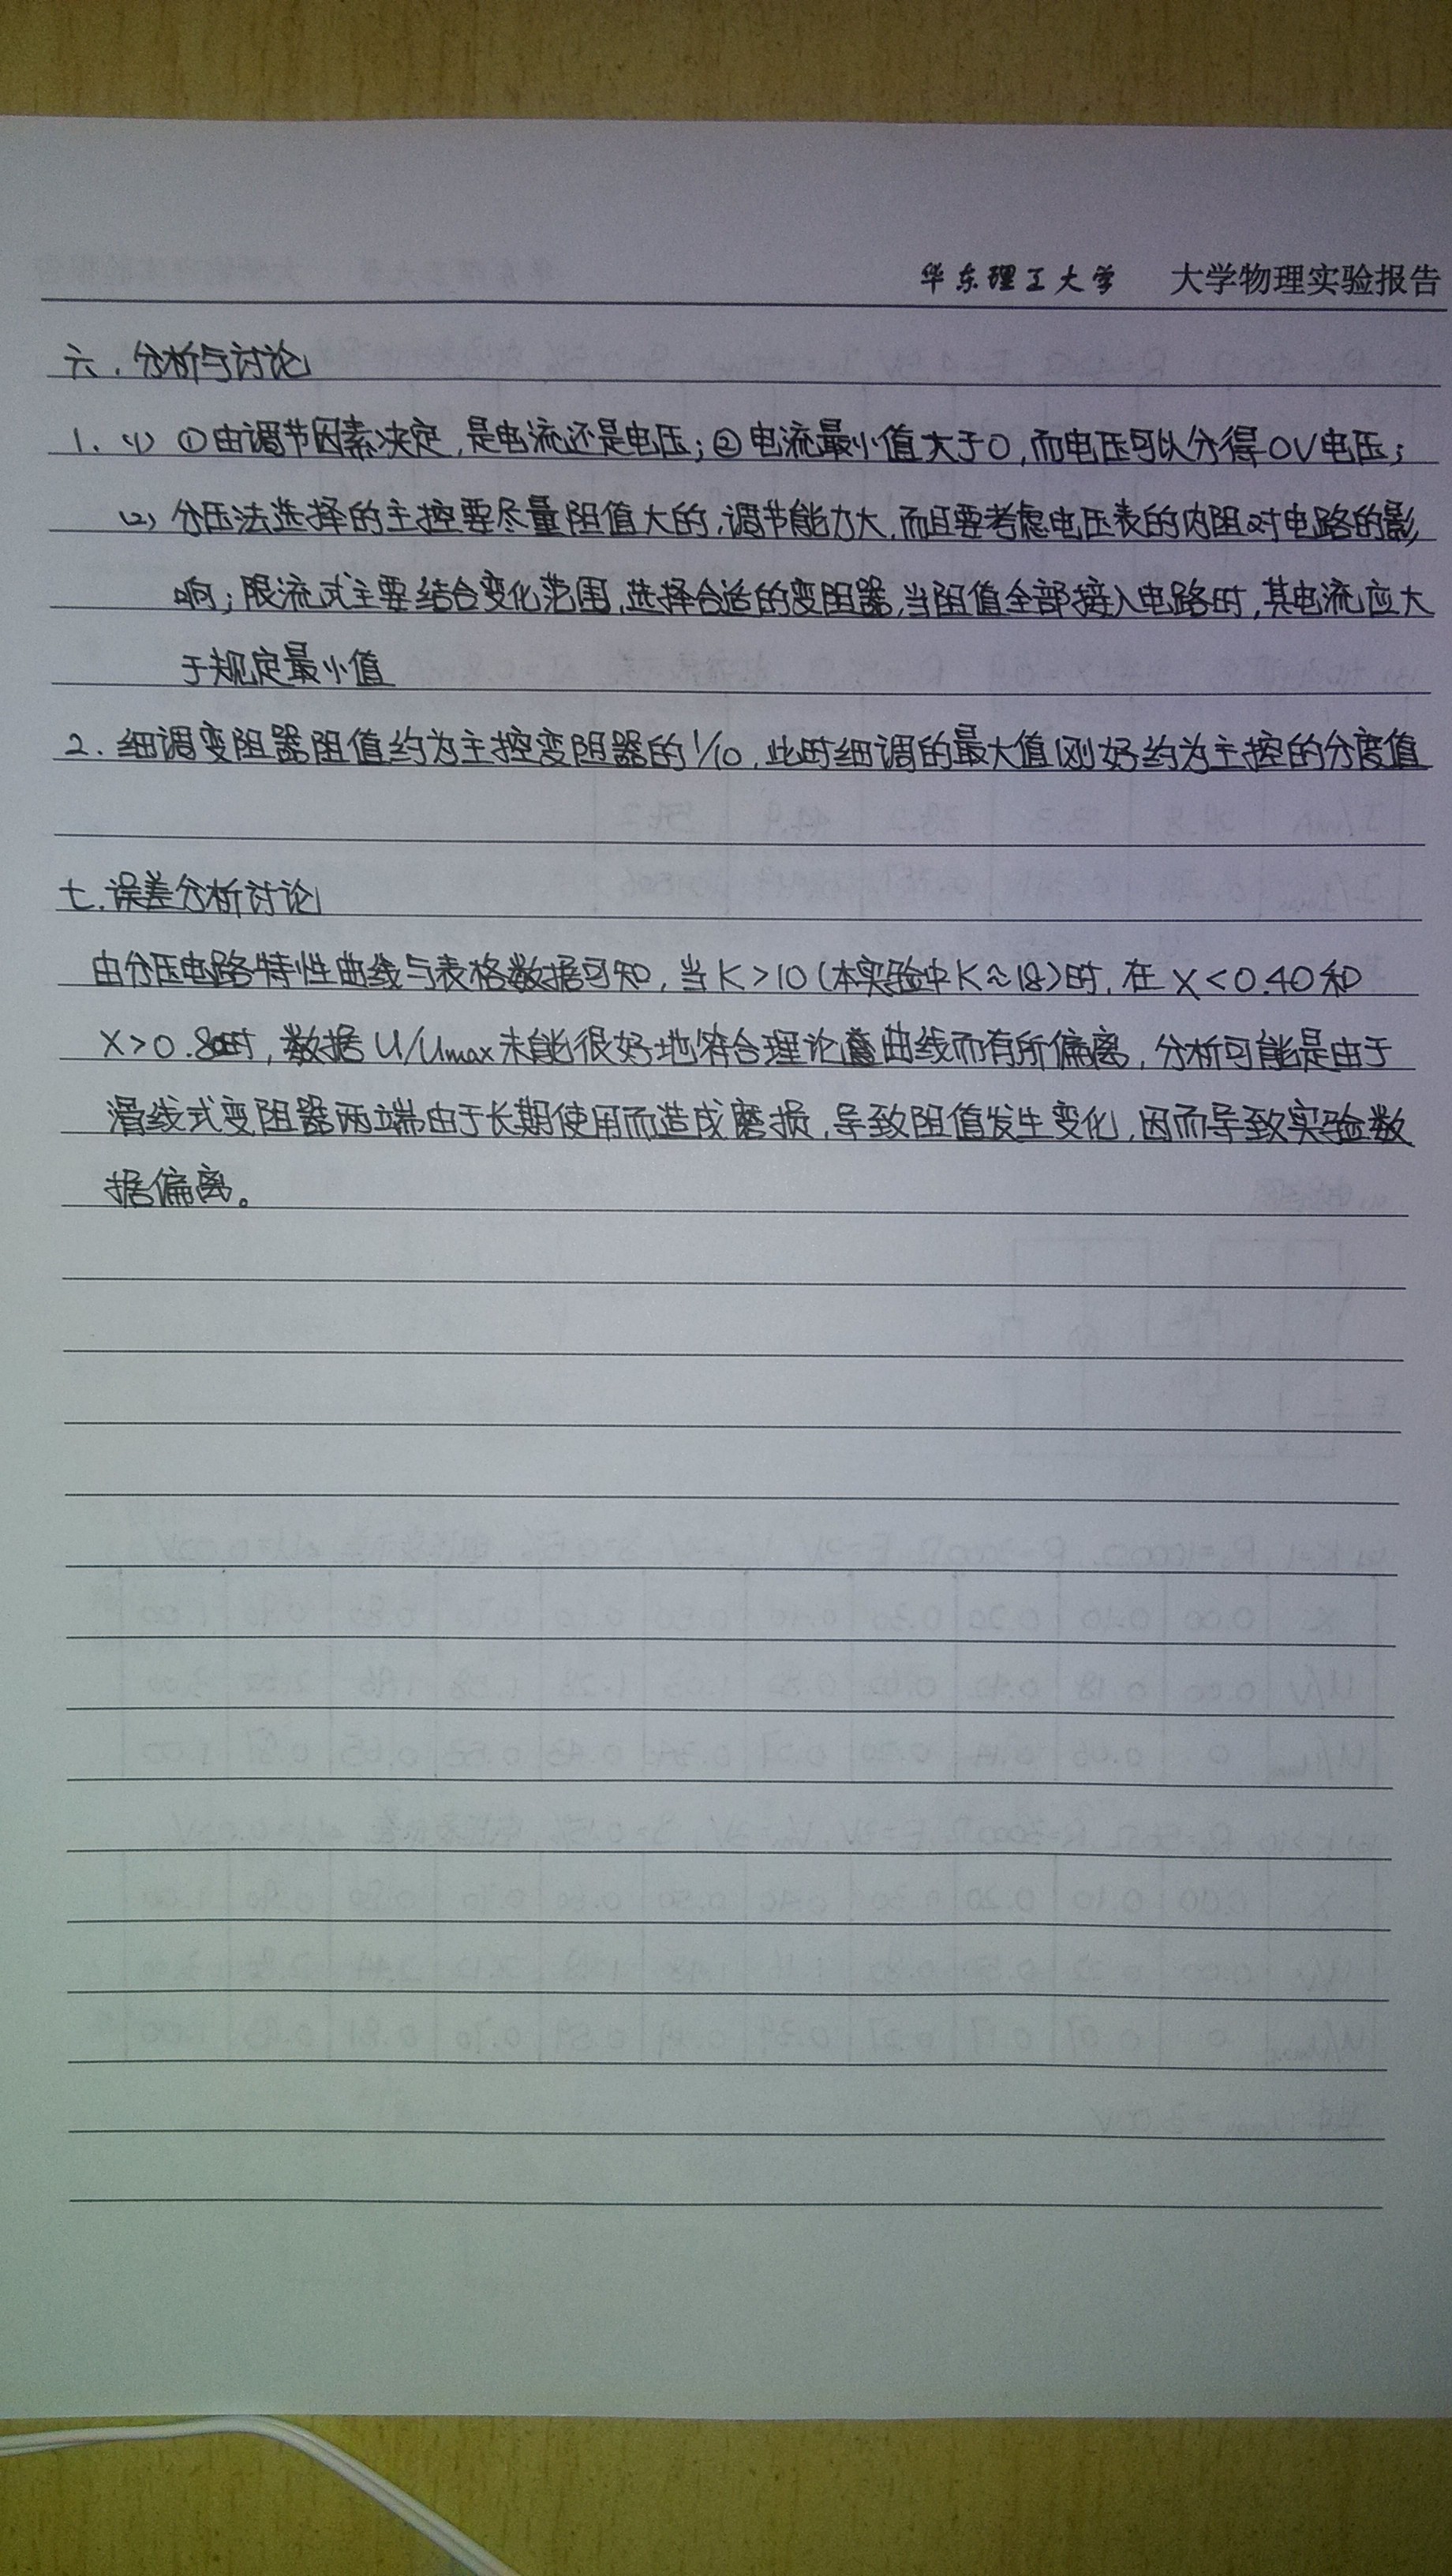 华东理工大学 大学物理实验报告
六.分析与讨论
1.(1) ①由调节因素决定,是电流还是电压;②电流最小值大于0,而电压可以分得0V电压;
(2) 分压法选择的主控要尽量阻值大的,调节能力大,而且要考虑电压表的内阻对电路的影
响;限流式主要结合变化范围,选择合适的变阻器,当阻值全部接入电路时,其电流应大
于规定最小值
2.细调变阻器阻值约为主控变阻器的1/10,此时细调的最大值刚好约为主控的分度值
七.误差分析讨论
由分压电路特性曲线与表格数据可知,当K>10(本实验中K≈18)时,在X<0.40和
X>0.80时,数据U/Umax未能很好地符合理论曲线而有所偏离,分析可能是由于
滑线式变阻器两端由于长期使用而造成磨损,导致阻值发生变化,因而导致实验数
据偏离。